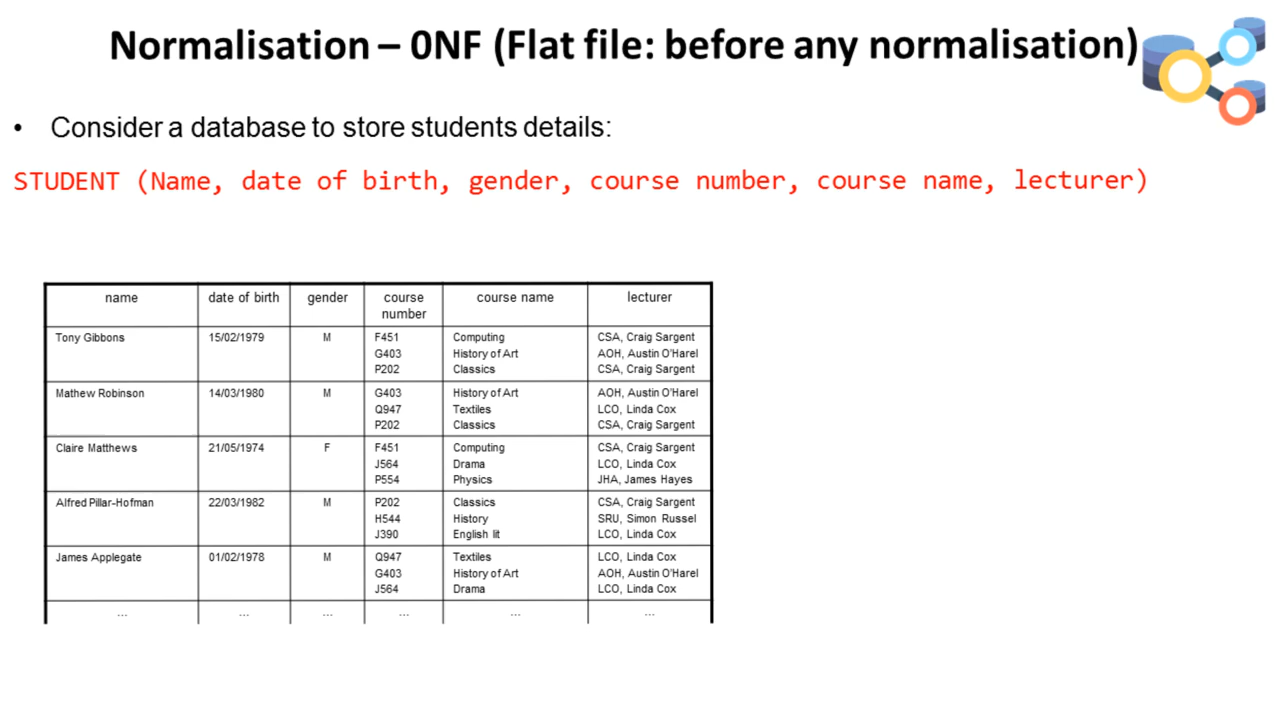 Normalisation – 0NF (Flat file: before any normalisation)
• Consider a database to store students details:
STUDENT (Name, date of birth, gender, course number, course name, lecturer)
name date of birth gender course number course name lecturer
Tony Gibbons 15/02/1979 M F451 Computing CSA, Craig Sargent
G403 History of Art AOH, Austin O'Harel
P202 Classics CSA, Craig Sargent
Mathew Robinson 14/03/1980 M G403 History of Art AOH, Austin O'Harel
Q947 Textiles LCO, Linda Cox
P202 Classics CSA, Craig Sargent
Claire Matthews 21/05/1974 F F451 Computing CSA, Craig Sargent
J564 Drama LCO, Linda Cox
P554 Physics JHA, James Hayes
Alfred Pillar-Hofman 22/03/1982 M P202 Classics CSA, Craig Sargent
H544 History SRU, Simon Russel
J390 English lit LCO, Linda Cox
James Applegate 01/02/1978 M Q947 Textiles LCO, Linda Cox
G403 History of Art AOH, Austin O'Harel
J564 Drama LCO, Linda Cox
... ... ... ... ... ...